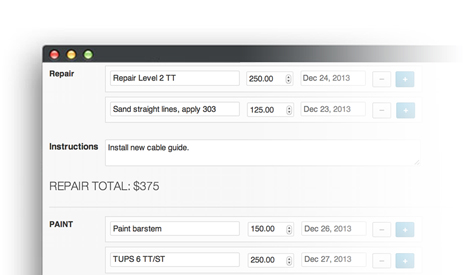 Repair Repair Level 2 TT 250.00 Dec 24, 2013 − +
Sand straight lines, apply 303 125.00 Dec 23, 2013 − +
Instructions Install new cable guide.
REPAIR TOTAL: $375
PAINT Paint barstem 150.00 Dec 26, 2013 − +
TUPS 6 TT/ST 250.00 Dec 27, 2013 − +